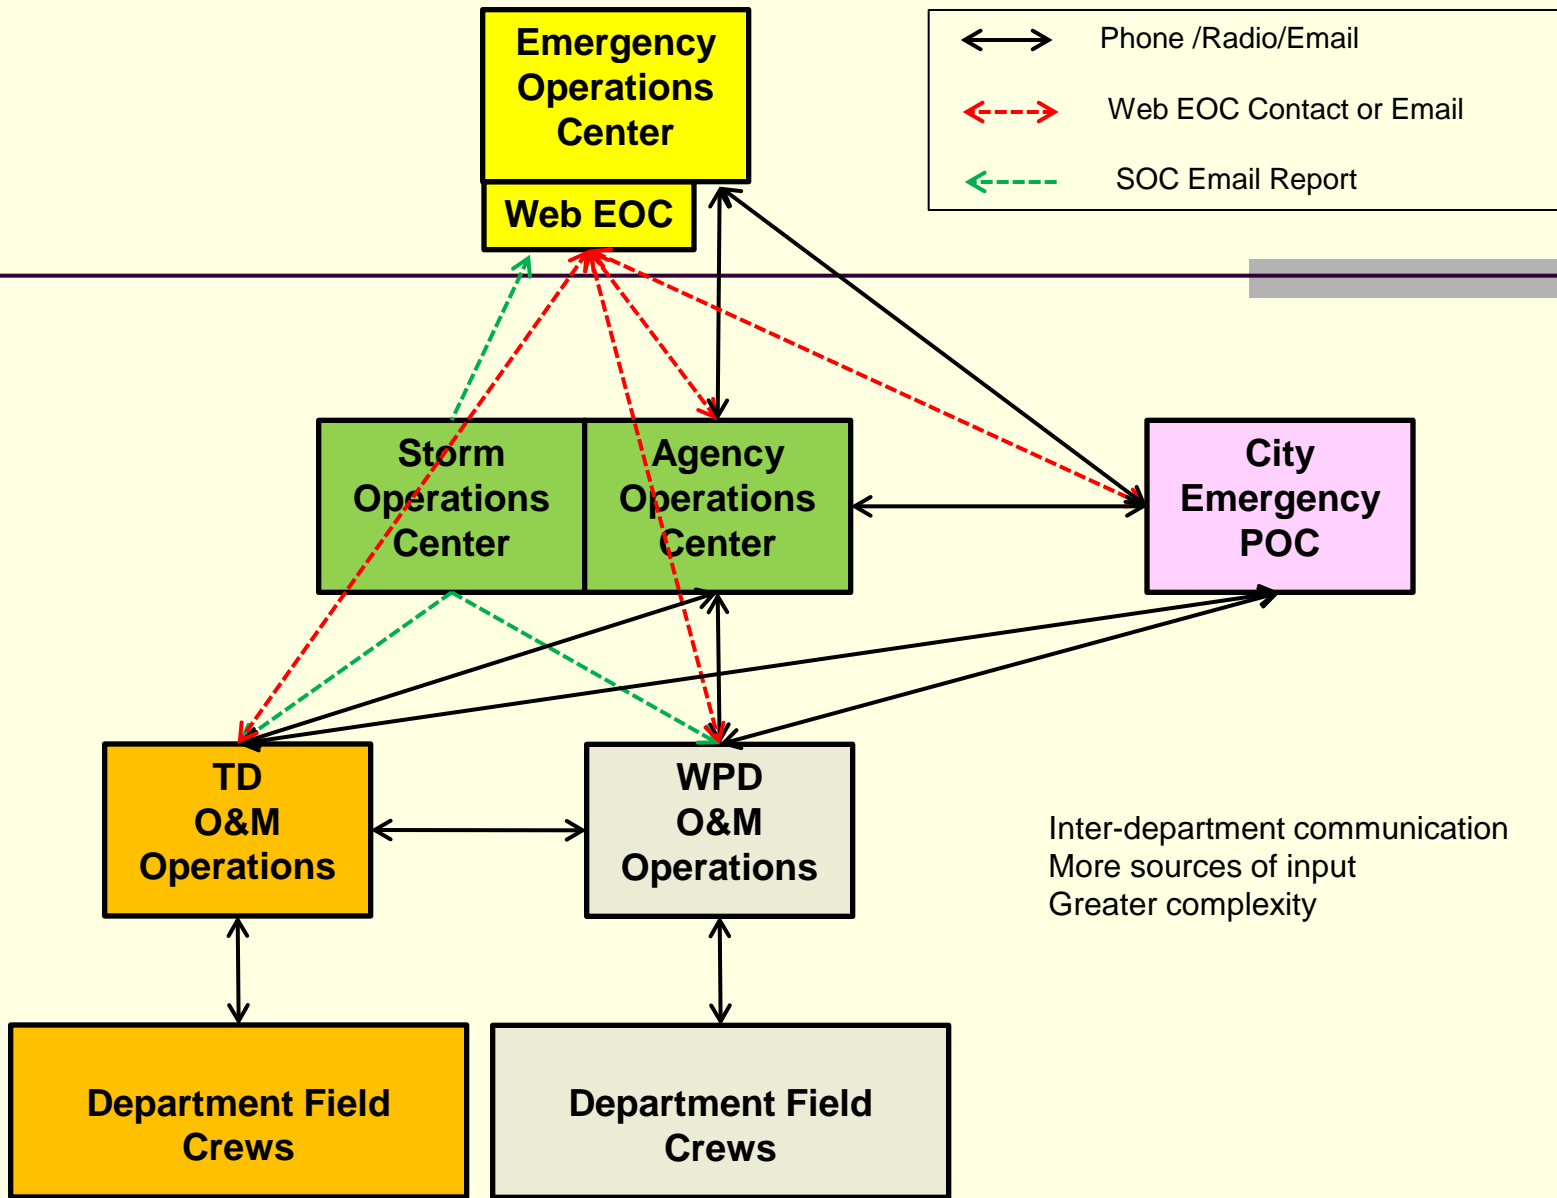 Emergency
Operations
Center
Web EOC
Phone /Radio/Email
Web EOC Contact or Email
SOC Email Report
Storm
Operations
Center
Agency
Operations
Center
City
Emergency
POC
TD
O&M
Operations
WPD
O&M
Operations
Inter-department communication
More sources of input
Greater complexity
Department Field
Crews
Department Field
Crews